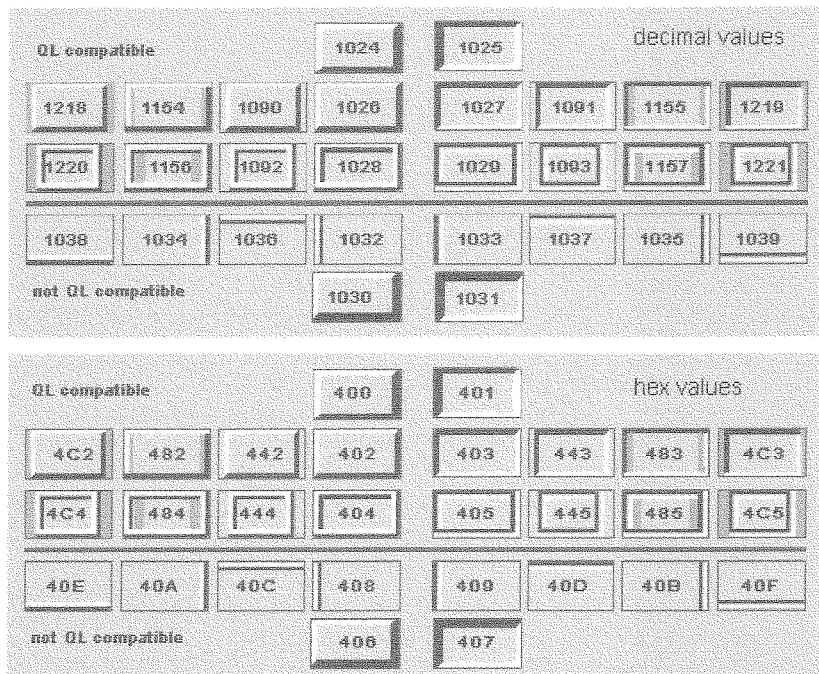 QL compatible 1024 1025 decimal values
1218 1154 1090 1026 1027 1091 1155 1219
1220 1156 1092 1028 1029 1093 1157 1221
1038 1034 1036 1032 1033 1037 1035 1039
not QL compatible 1030 1031
QL compatible 400 401 hex values
4C2 482 442 402 403 443 483 4C3
4C4 484 444 404 405 445 485 4C5
40E 40A 40C 408 409 40D 40B 40F
not QL compatible 406 407